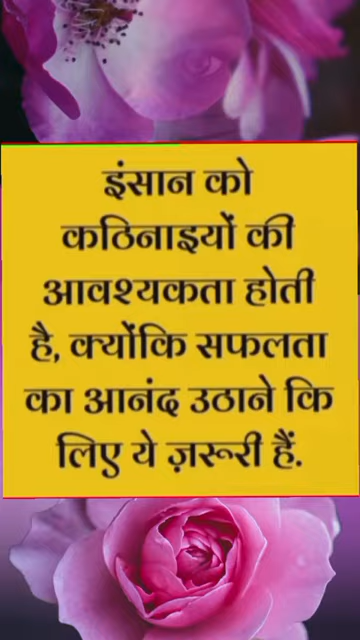 इंसान को
कठिनाइयों की
आवश्यकता होती
है, क्योंकि सफलता
का आनंद उठाने कि
लिए ये ज़रूरी हैं.